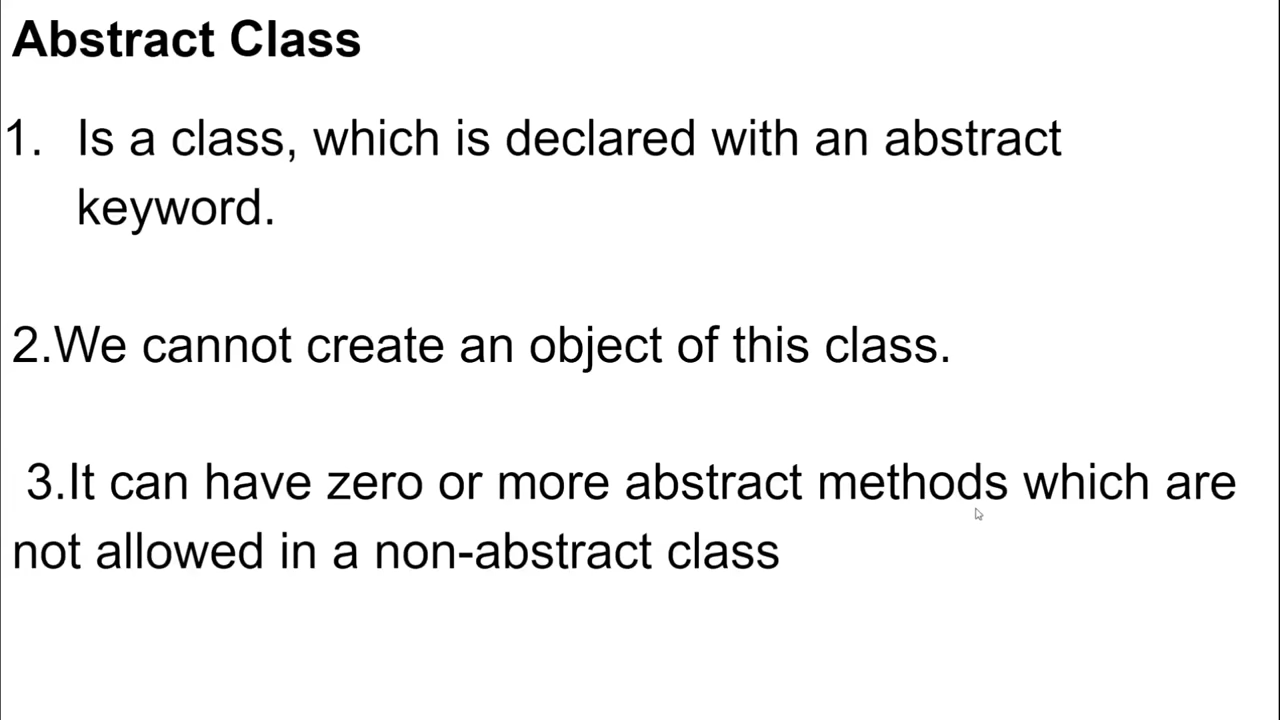 Abstract Class
1. Is a class, which is declared with an abstract
keyword.
2.We cannot create an object of this class.
3.It can have zero or more abstract methods which are
not allowed in a non-abstract class